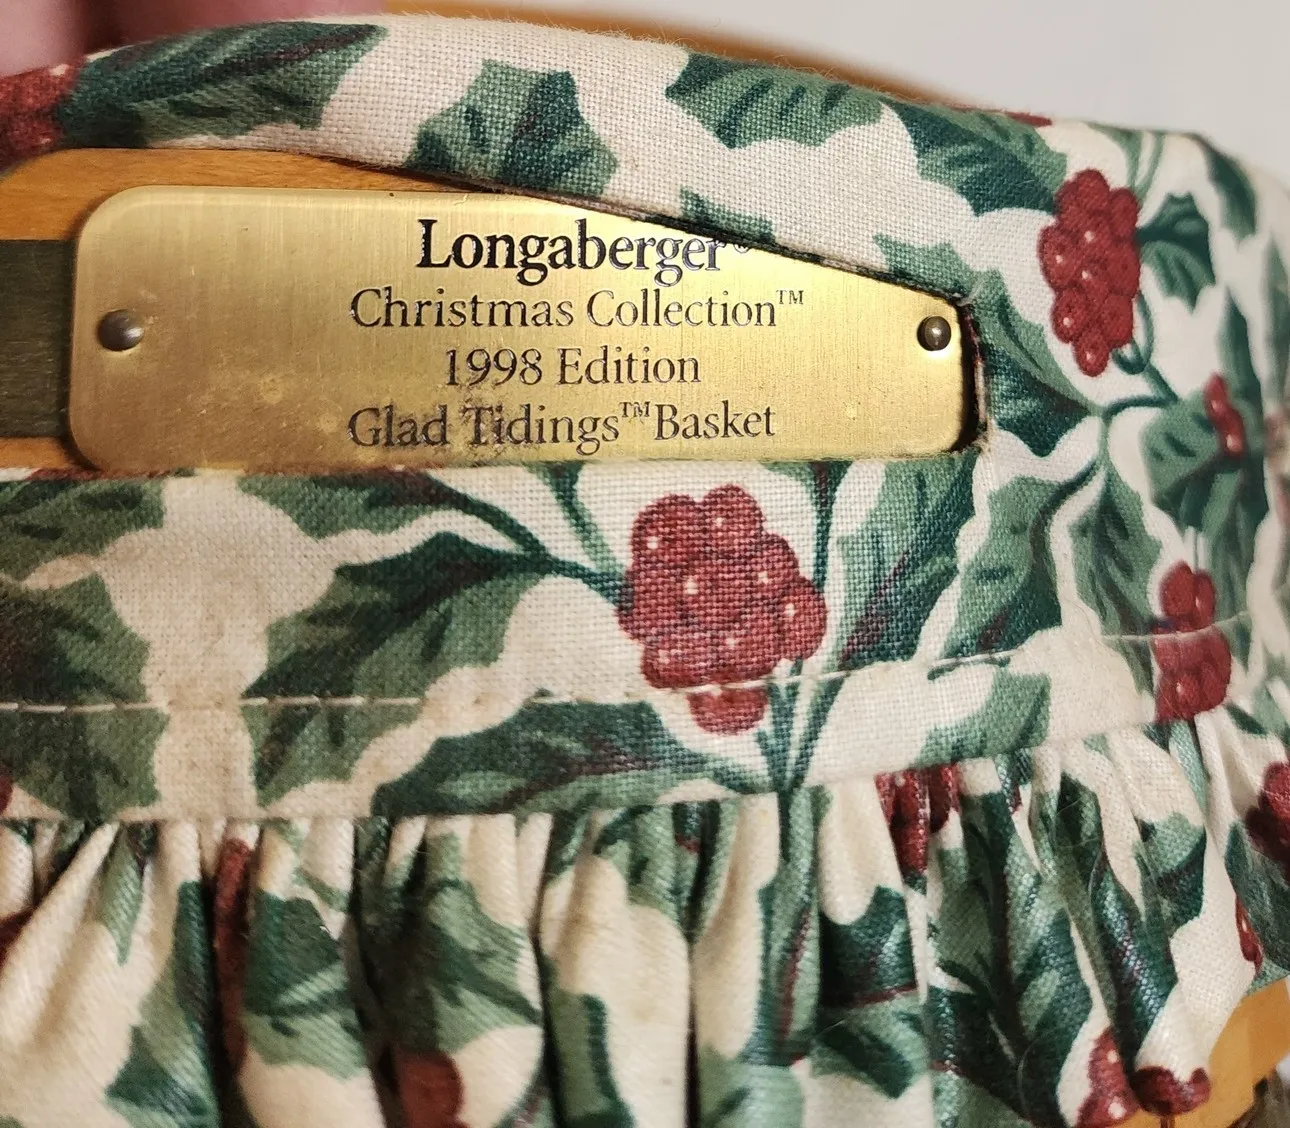 Longaberger®
Christmas Collection™
1998 Edition
Glad Tidings™ Basket